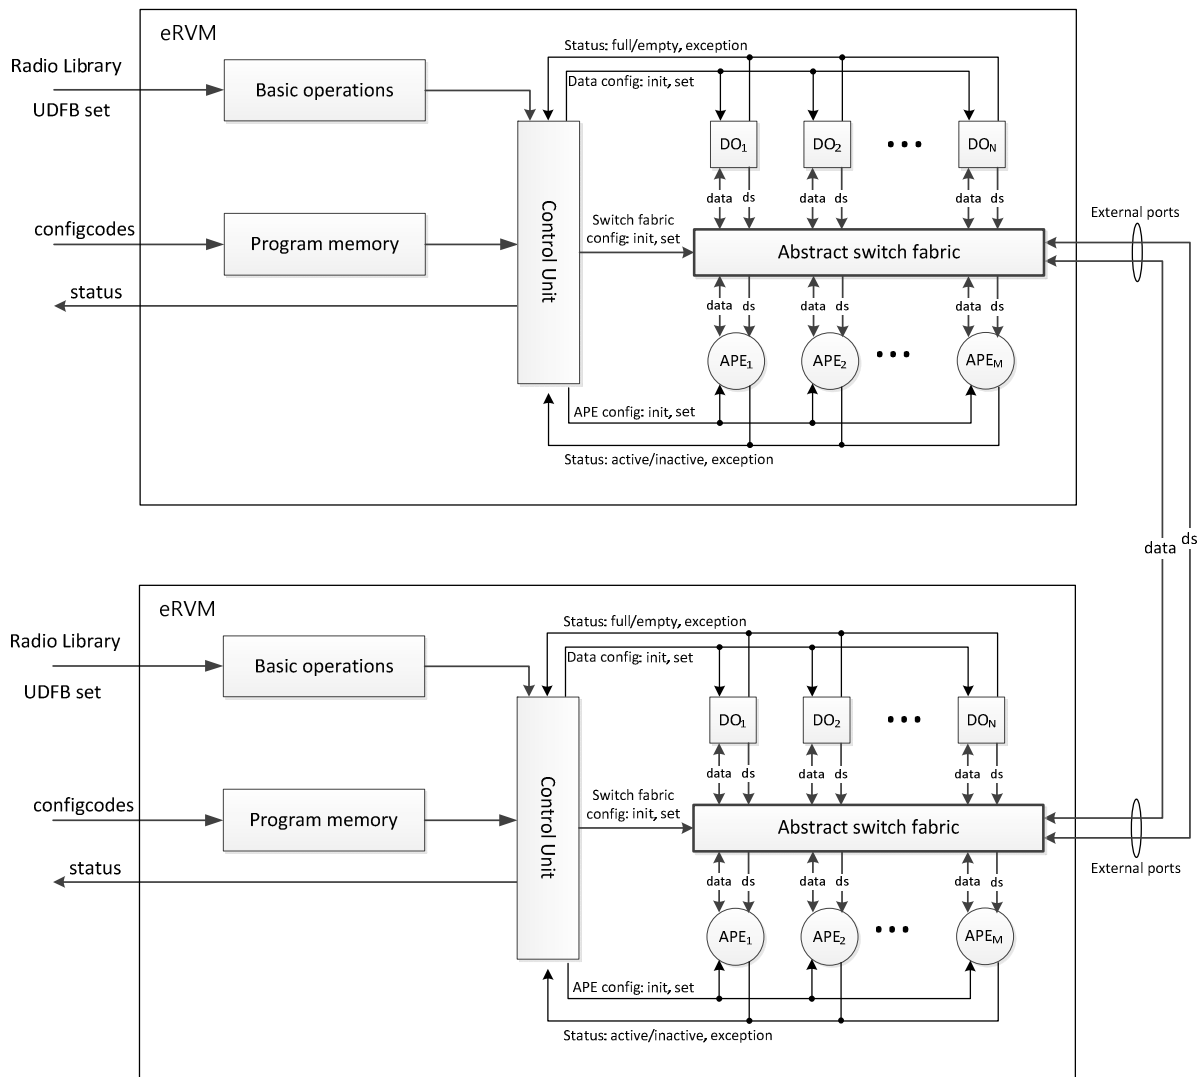 eRVM
Status: full/empty, exception
Radio Library
Data config: init, set
Basic operations
UDFB set
DO1
DO2
•••
DON
data ds data ds data ds
Switch fabric
config: init, set
External ports
configcodes
Program memory
Control Unit
Abstract switch fabric
status
data ds data ds data ds
APE1
APE2
•••
APEM
APE config: init, set
Status: active/inactive, exception
data ds
eRVM
Status: full/empty, exception
Radio Library
Data config: init, set
Basic operations
UDFB set
DO1
DO2
•••
DON
data ds data ds data ds
Switch fabric
config: init, set
configcodes
Program memory
Control Unit
Abstract switch fabric
External ports
status
data ds data ds data ds
APE1
APE2
•••
APEM
APE config: init, set
Status: active/inactive, exception